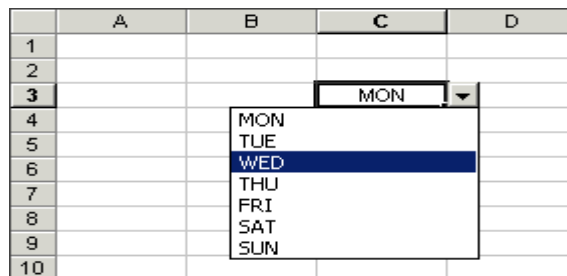 A B C D
1
2
3 MON
4 MON
5 TUE
6 WED
7 THU
8 FRI
9 SAT
10 SUN